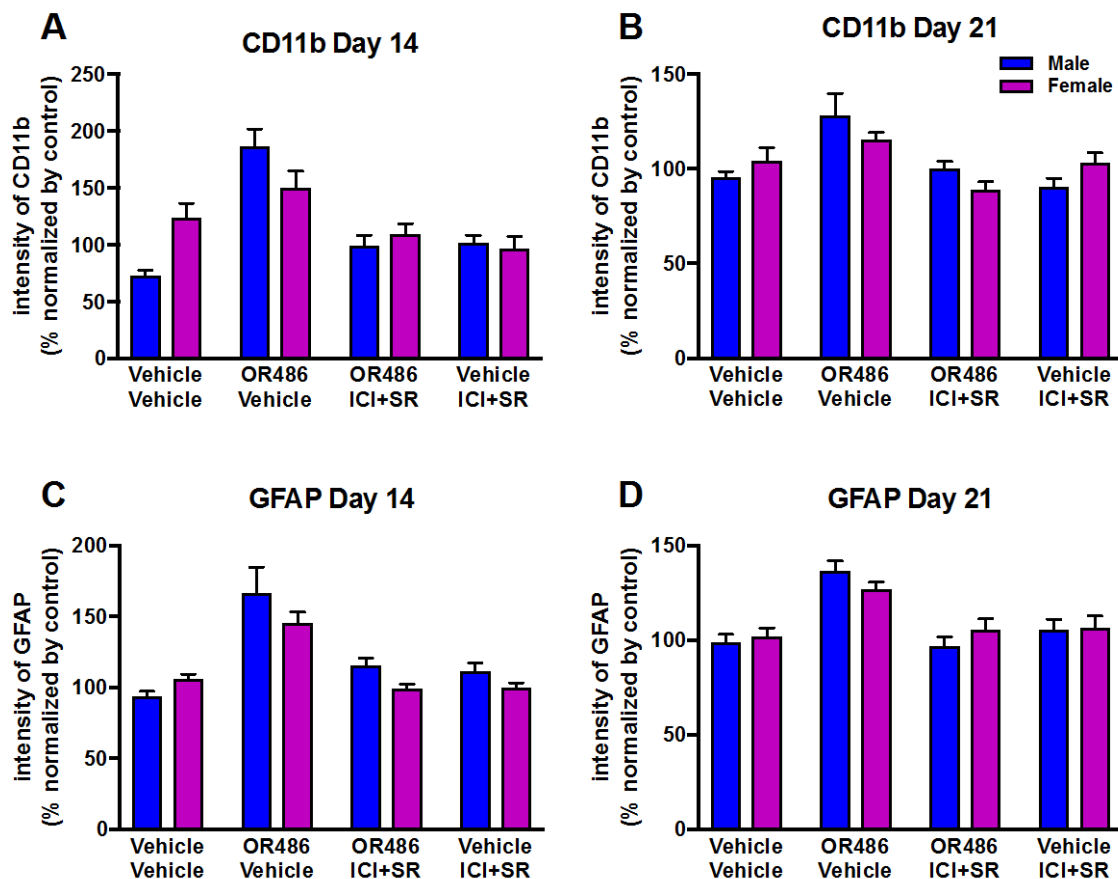 A
CD11b Day 14
intensity of CD11b
(% normalized by control)
250
200
150
100
50
0
Vehicle OR486 OR486 Vehicle
Vehicle Vehicle ICI+SR ICI+SR
B
CD11b Day 21
Male
Female
intensity of CD11b
(% normalized by control)
150
100
50
0
Vehicle OR486 OR486 Vehicle
Vehicle Vehicle ICI+SR ICI+SR
C
GFAP Day 14
intensity of GFAP
(% normalized by control)
200
150
100
50
0
Vehicle OR486 OR486 Vehicle
Vehicle Vehicle ICI+SR ICI+SR
D
GFAP Day 21
intensity of GFAP
(% normalized by control)
150
100
50
0
Vehicle OR486 OR486 Vehicle
Vehicle Vehicle ICI+SR ICI+SR